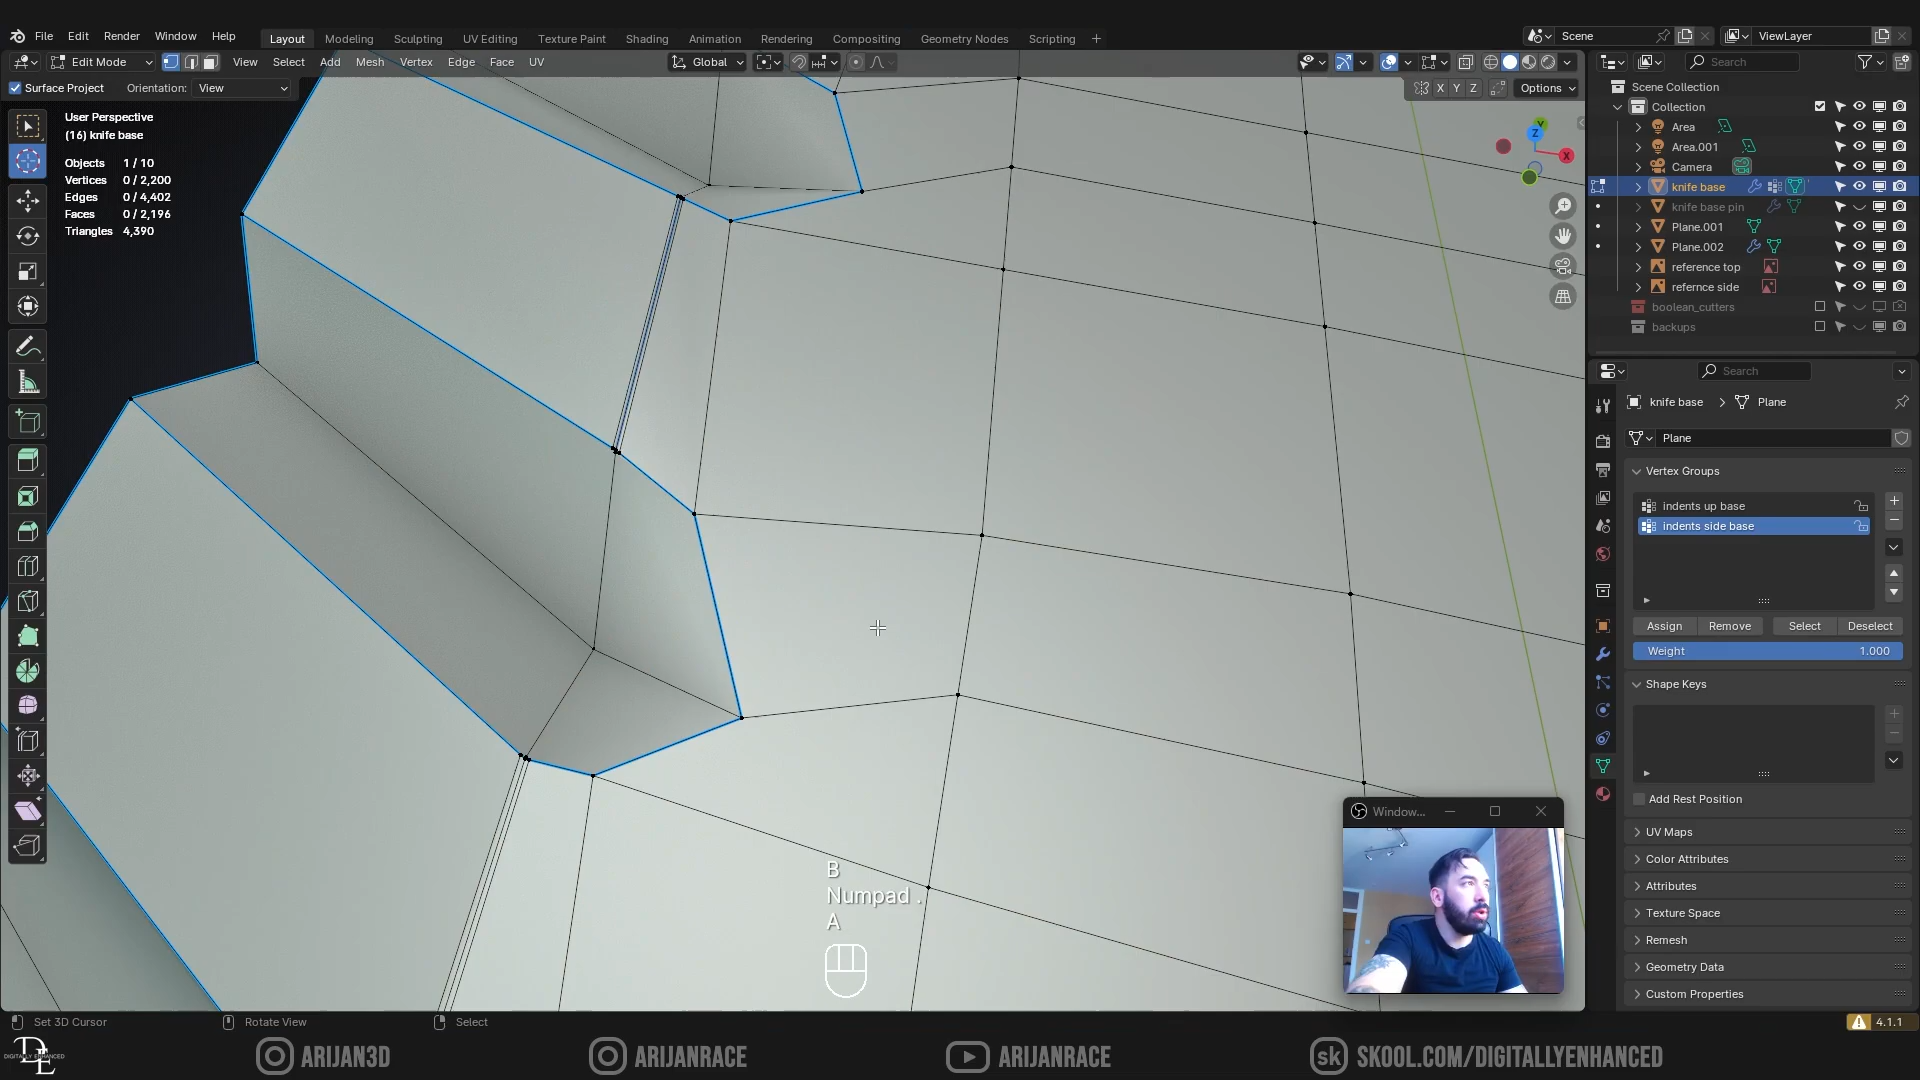 File Edit Render Window Help
Layout Modeling Sculpting UV Editing Texture Paint Shading Animation Rendering Compositing Geometry Nodes Scripting +
Scene
ViewLayer
Edit Mode View Select Add Mesh Vertex Edge Face UV
Global
Surface Project Orientation: View
X Y Z Options
Search
User Perspective
(16) knife base
Objects 1 / 10
Vertices 0 / 2,200
Edges 0 / 4,402
Faces 0 / 2,196
Triangles 4,390
Y
Z
X
Scene Collection
Collection
Area
Area.001
Camera
knife base
knife base pin
Plane.001
Plane.002
reference top
refernce side
boolean_cutters
backups
Search
knife base > Plane
Plane
Vertex Groups
indents up base
indents side base
Assign Remove Select Deselect
Weight 1.000
Shape Keys
Add Rest Position
UV Maps
Color Attributes
Attributes
Texture Space
Remesh
Geometry Data
Custom Properties
B
Numpad .
A
Window...
Set 3D Cursor Rotate View Select
4.1.1
DIGITALLY ENHANCED
ARIJAN3D ARIJANRACE ARIJANRACE sk SKOOL.COM/DIGITALLYENHANCED